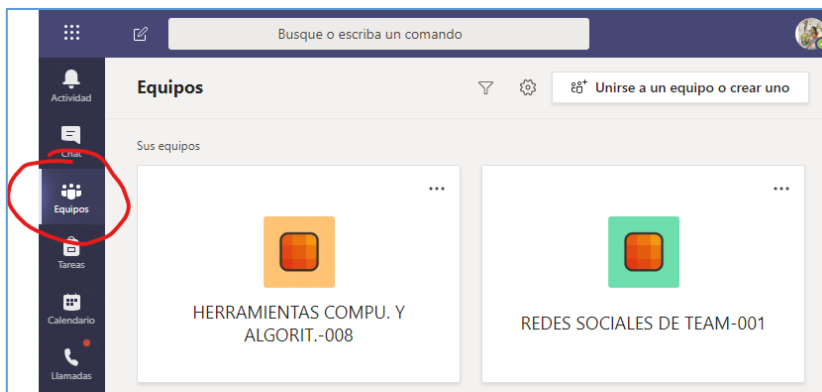 Busque o escriba un comando
Actividad
Equipos
Unirse a un equipo o crear uno
Chat
Sus equipos
Equipos
Tareas
HERRAMIENTAS COMPU. Y
ALGORIT.-008
REDES SOCIALES DE TEAM-001
Calendario
Llamadas